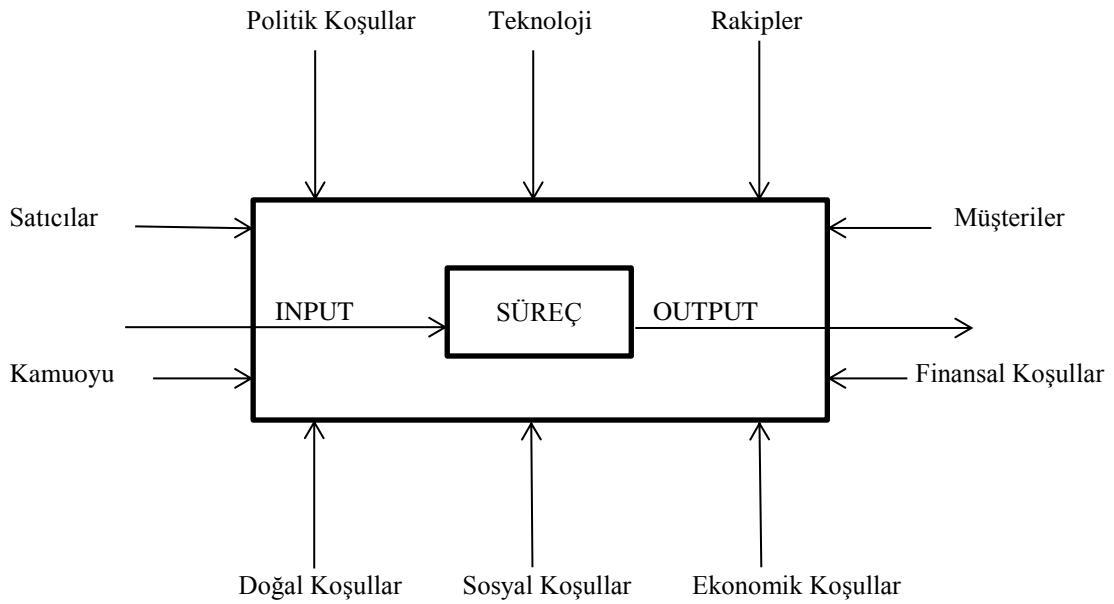 Politik Koşullar
Teknoloji
Rakipler
Satıcılar
Müşteriler
INPUT
SÜREÇ
OUTPUT
Kamuoyu
Finansal Koşullar
Doğal Koşullar
Sosyal Koşullar
Ekonomik Koşullar